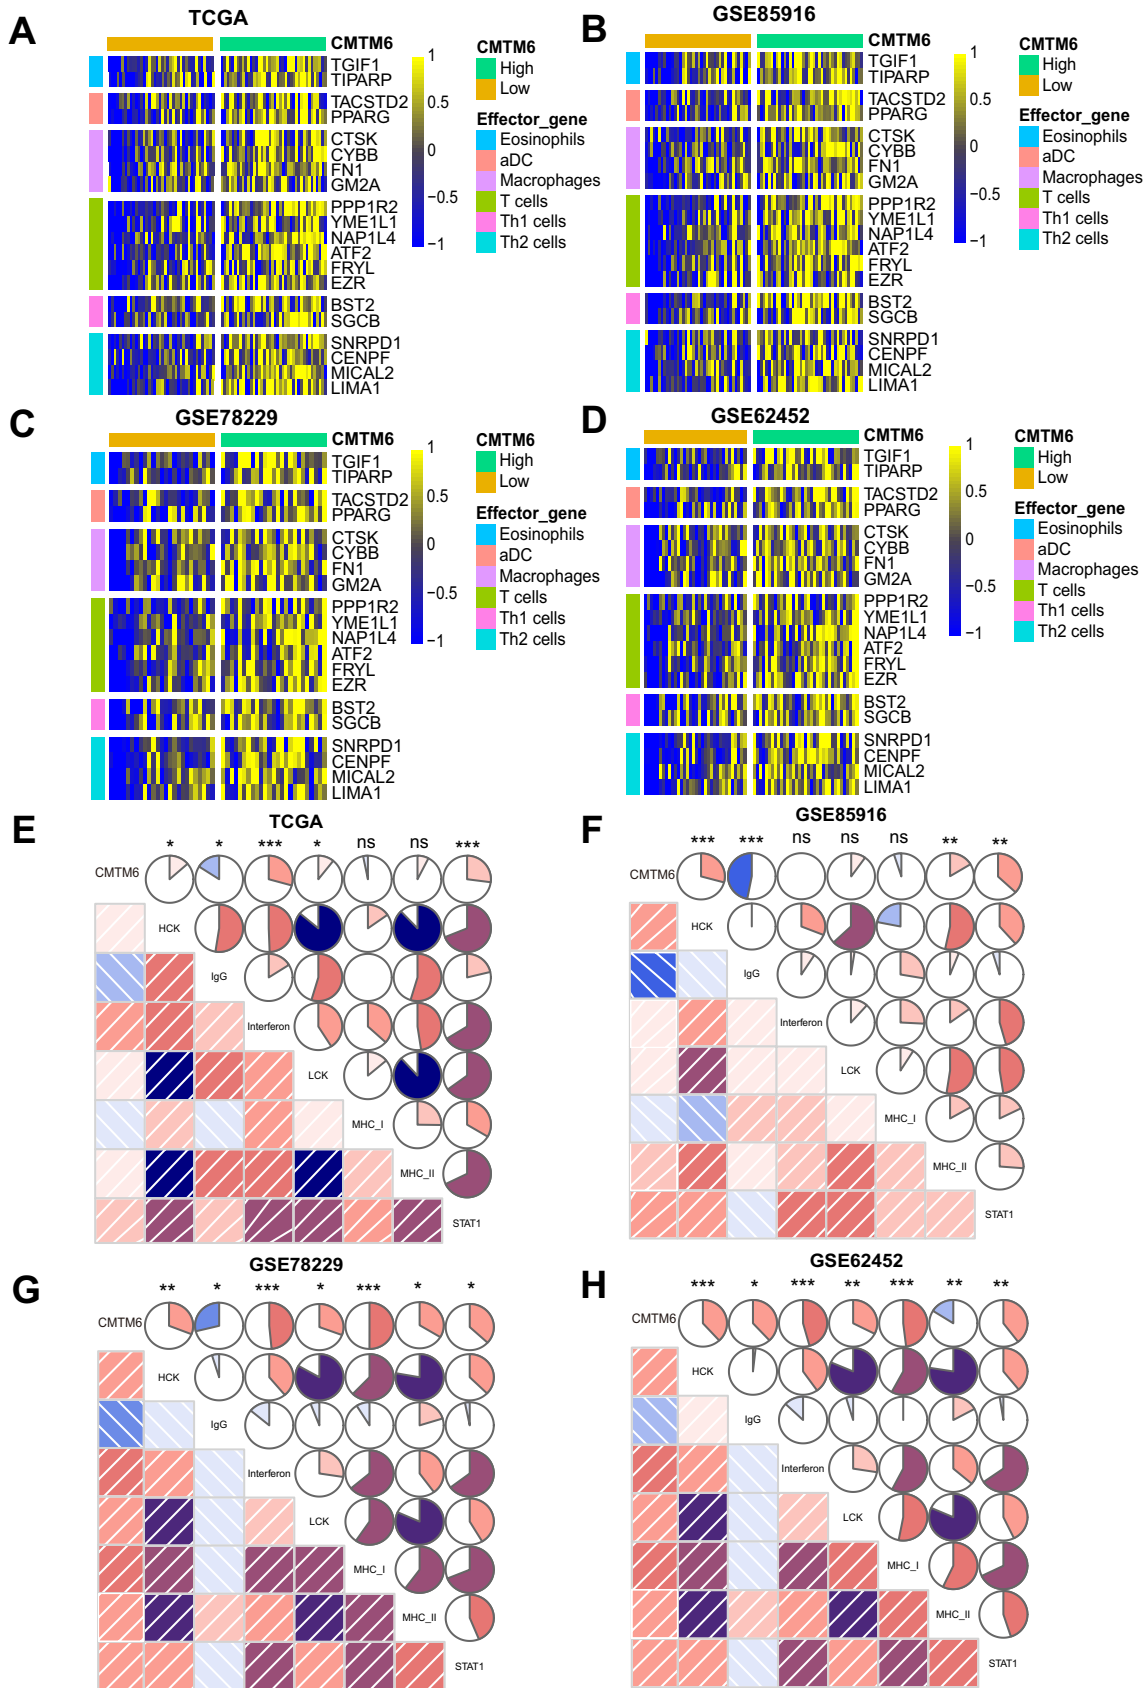 A
TCGA
CMTM6
TGIF1
TIPARP
TACSTD2
PPARG
CTSK
CYBB
FN1
GM2A
PPP1R2
YME1L1
NAP1L4
ATF2
FRYL
EZR
BST2
SGCB
SNRPD1
CENPF
MICAL2
LIMA1
1
0.5
0
−0.5
−1
CMTM6
High
Low
Effector_gene
Eosinophils
aDC
Macrophages
T cells
Th1 cells
Th2 cells
B
GSE85916
CMTM6
TGIF1
TIPARP
TACSTD2
PPARG
CTSK
CYBB
FN1
GM2A
PPP1R2
YME1L1
NAP1L4
ATF2
FRYL
EZR
BST2
SGCB
SNRPD1
CENPF
MICAL2
LIMA1
1
0.5
0
−0.5
−1
CMTM6
High
Low
Effector_gene
Eosinophils
aDC
Macrophages
T cells
Th1 cells
Th2 cells
C
GSE78229
CMTM6
TGIF1
TIPARP
TACSTD2
PPARG
CTSK
CYBB
FN1
GM2A
PPP1R2
YME1L1
NAP1L4
ATF2
FRYL
EZR
BST2
SGCB
SNRPD1
CENPF
MICAL2
LIMA1
1
0.5
0
−0.5
−1
CMTM6
High
Low
Effector_gene
Eosinophils
aDC
Macrophages
T cells
Th1 cells
Th2 cells
D
GSE62452
CMTM6
TGIF1
TIPARP
TACSTD2
PPARG
CTSK
CYBB
FN1
GM2A
PPP1R2
YME1L1
NAP1L4
ATF2
FRYL
EZR
BST2
SGCB
SNRPD1
CENPF
MICAL2
LIMA1
1
0.5
0
−0.5
−1
CMTM6
High
Low
Effector_gene
Eosinophils
aDC
Macrophages
T cells
Th1 cells
Th2 cells
E
TCGA
* * *** * ns ns ***
CMTM6
HCK
IgG
Interferon
LCK
MHC_I
MHC_II
STAT1
F
GSE85916
*** *** ns ns ns ** **
CMTM6
HCK
IgG
Interferon
LCK
MHC_I
MHC_II
STAT1
G
GSE78229
** * *** * *** * *
CMTM6
HCK
IgG
Interferon
LCK
MHC_I
MHC_II
STAT1
H
GSE62452
*** * *** ** *** ** **
CMTM6
HCK
IgG
Interferon
LCK
MHC_I
MHC_II
STAT1